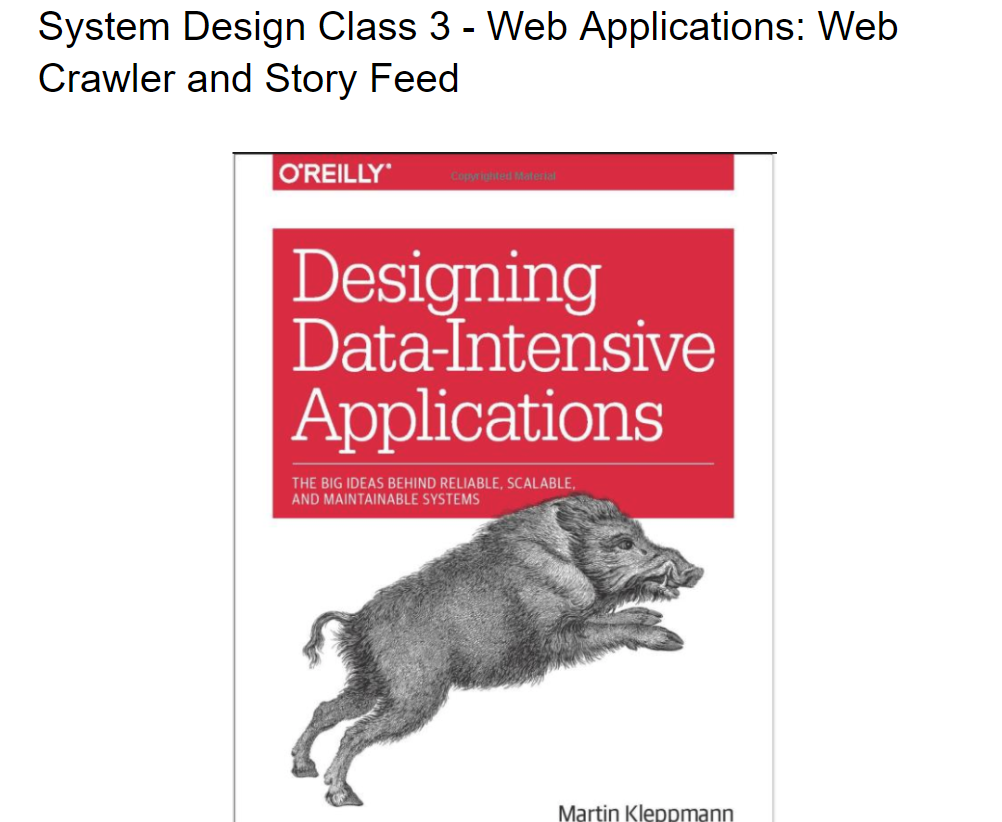 System Design Class 3 - Web Applications: Web
Crawler and Story Feed
O'REILLY®
Copyrighted Material
Designing
Data-Intensive
Applications
THE BIG IDEAS BEHIND RELIABLE, SCALABLE,
AND MAINTAINABLE SYSTEMS
Martin Kleppmann